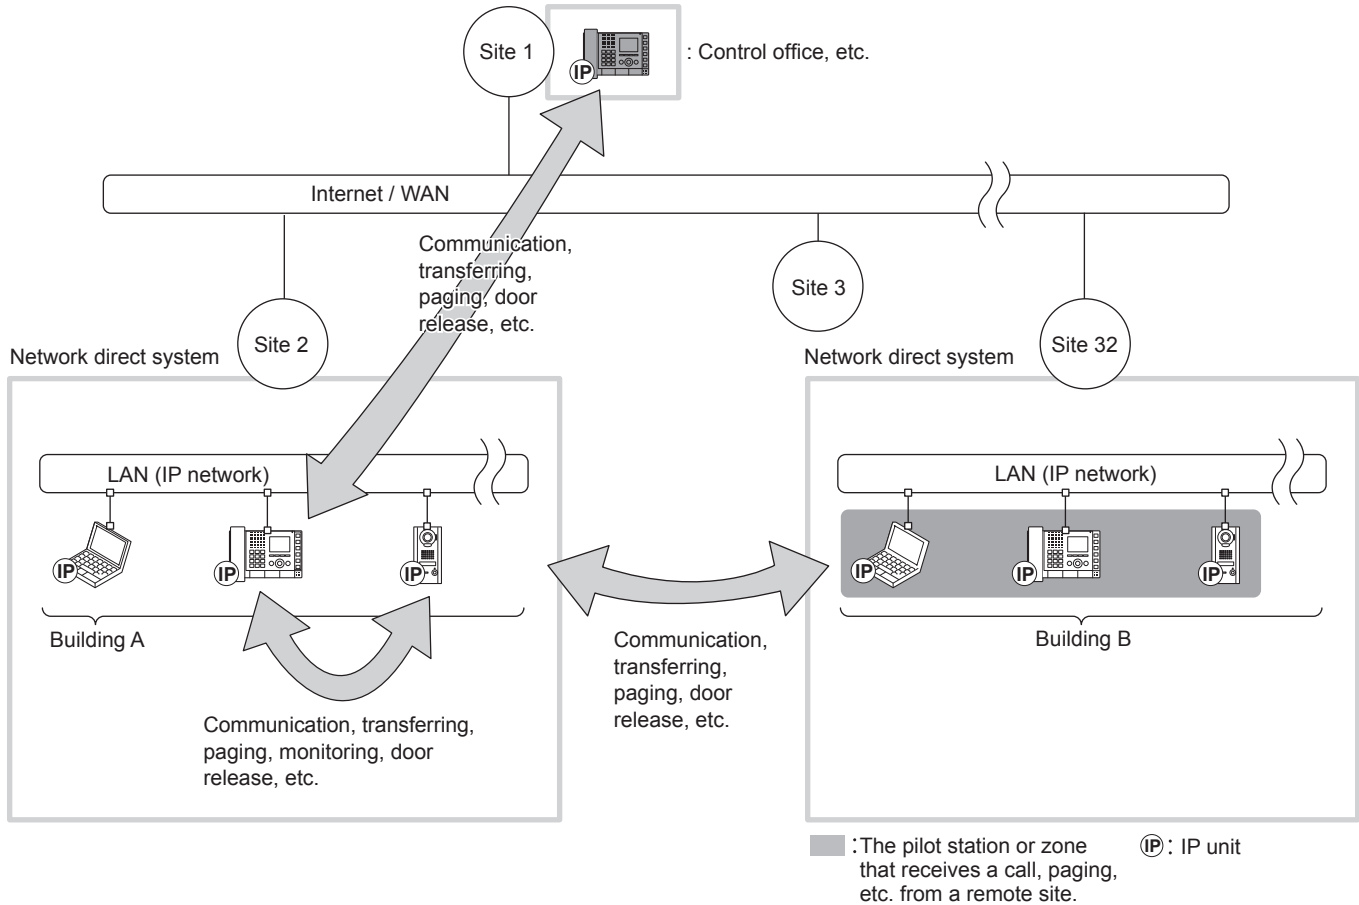 Site 1
IP
: Control office, etc.
Internet / WAN
Communication,
transferring,
paging, door
release, etc.
Site 3
Site 2
Site 32
Network direct system
Network direct system
LAN (IP network)
LAN (IP network)
IP
IP
IP
IP
IP
IP
Building A
Communication,
transferring,
paging, door
release, etc.
Building B
Communication, transferring,
paging, monitoring, door
release, etc.
:The pilot station or zone
that receives a call, paging,
etc. from a remote site.
IP : IP unit